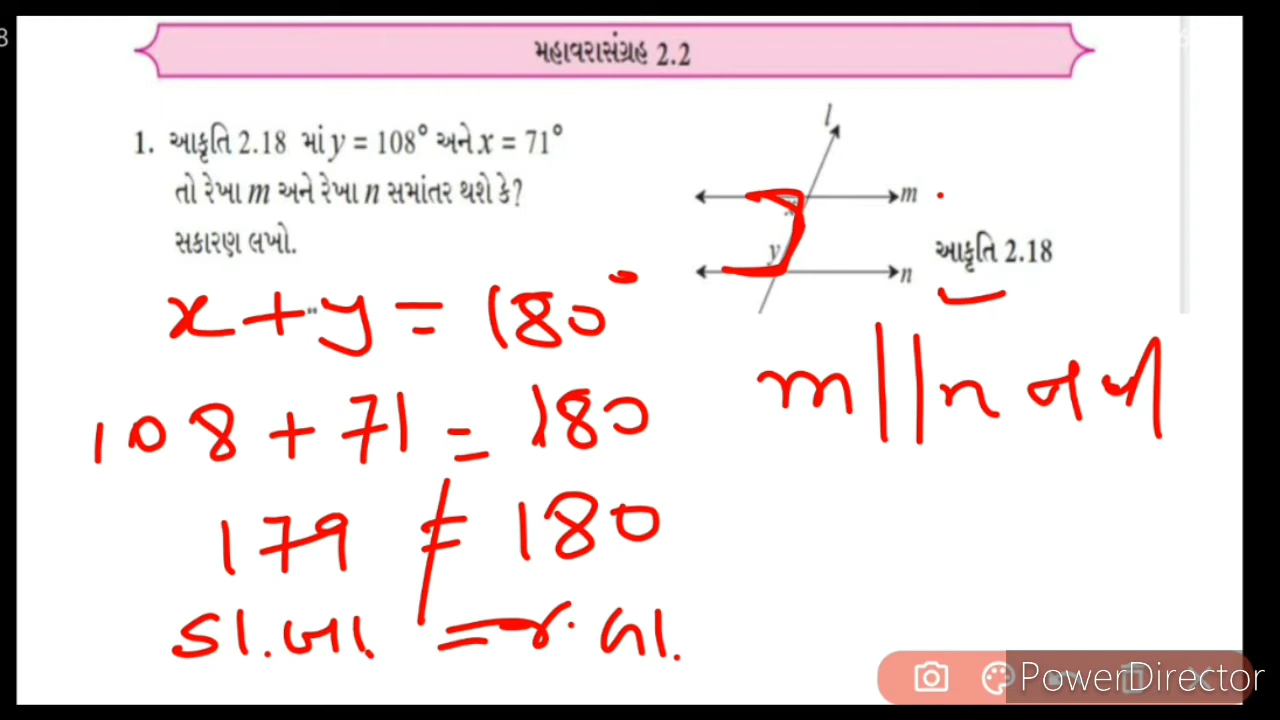 મહાવરાસંગ્રહ 2.2
1. આકૃતિ 2.18 માં y = 108° અને x = 71°
તો રેખા m અને રેખા n સમાંતર થશે કે?
સકારણ લખો.
l
x
m
y
n
આકૃતિ 2.18
x + y = 180°
108 + 71 = 180
179 ≠ 180
ડા.બા. = જ.બા.
m || n નથી
PowerDirector